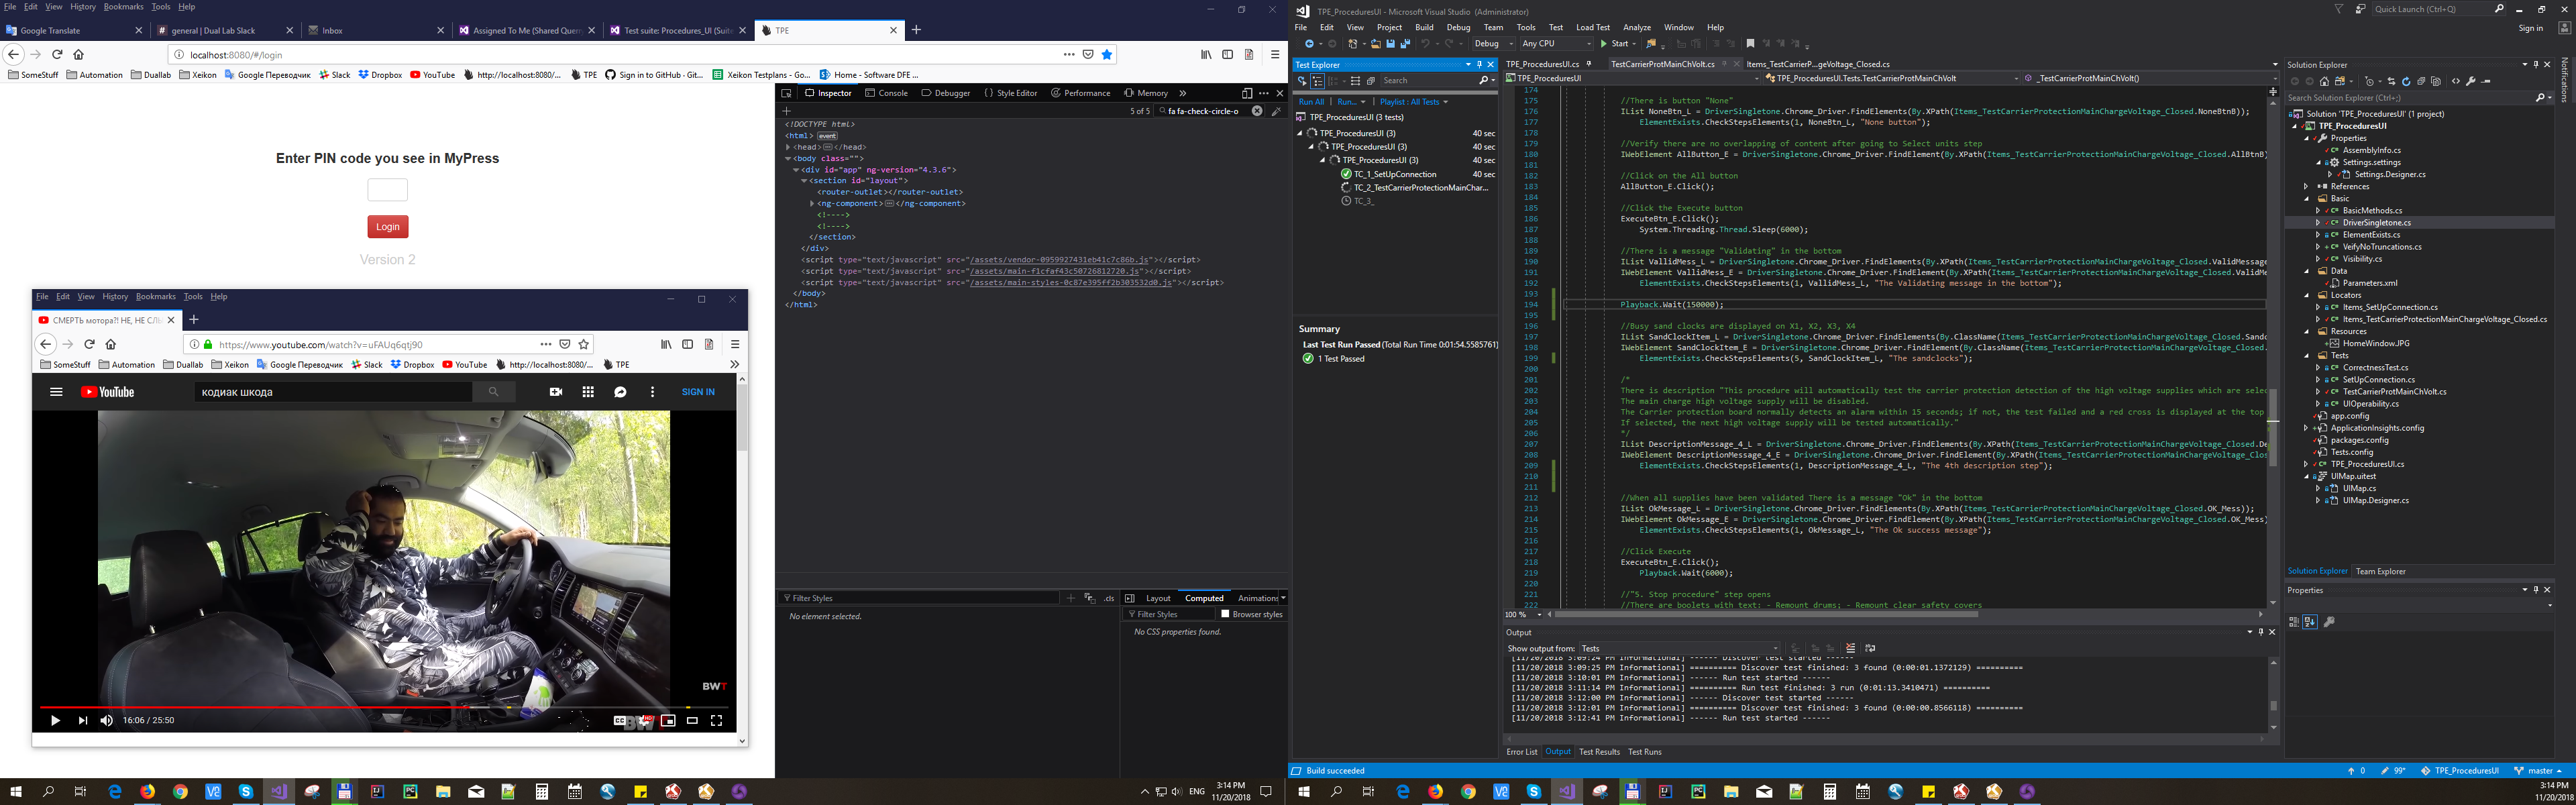 File Edit View History Bookmarks Tools Help
Google Translate
general | Dual Lab Slack
Inbox
Assigned To Me (Shared Query
Test suite: Procedures_UI (Suite
TPE
localhost:8080/#/login
SomeStuff Automation Duallab Xeikon Google Переводчик Slack Dropbox YouTube http://localhost:8080/... TPE Sign in to GitHub · Git... Xeikon Testplans - Go... Home - Software DFE ...
Enter PIN code you see in MyPress
Login
Version 2
File Edit View History Bookmarks Tools Help
СМЕРТЬ мотора?! НЕ, НЕ СЛЫ
https://www.youtube.com/watch?v=uFAUq6qtj90
SomeStuff Automation Duallab Xeikon Google Переводчик Slack Dropbox YouTube http://localhost:8080/... TPE
YouTube
кодиак шкода
SIGN IN
BWT
16:06 / 25:50
CC
HD
Inspector Console Debugger Style Editor Performance Memory
5 of 5
fa fa-check-circle-o
<!DOCTYPE html>
<html> event
<head> </head>
<body class="">
<div id="app" ng-version="4.3.6">
<section id="layout">
<router-outlet></router-outlet>
<ng-component> </ng-component>
<!---->
<!---->
</section>
</div>
<script type="text/javascript" src="/assets/vendor-0959927431eb41c7c86b.js"></script>
<script type="text/javascript" src="/assets/main-f1cfaf43c50726812720.js"></script>
<script type="text/javascript" src="/assets/main-styles-0c87e395ff2b303532d0.js"></script>
</body>
</html>
Filter Styles
.cls
No element selected.
Layout Computed Animations
Filter Styles
Browser styles
No CSS properties found.
ENG
3:14 PM
11/20/2018
TPE_ProceduresUI - Microsoft Visual Studio (Administrator)
Quick Launch (Ctrl+Q)
File Edit View Project Build Debug Team Tools Test Load Test Analyze Window Help
Sign in
Debug Any CPU Start
Test Explorer
Search
Run All | Run... | Playlist : All Tests
TPE_ProceduresUI (3 tests)
TPE_ProceduresUI (3) 40 sec
TPE_ProceduresUI (3) 40 sec
TPE_ProceduresUI (3) 40 sec
TC_1_SetUpConnection 40 sec
TC_2_TestCarrierProtectionMainChar...
TC_3_
Summary
Last Test Run Passed (Total Run Time 0:01:54.5585761)
1 Test Passed
TPE_ProceduresUI.cs TestCarrierProtMainChVolt.cs Items_TestCarrierP...geVoltage_Closed.cs
TPE_ProceduresUI TPE_ProceduresUI.Tests.TestCarrierProtMainChVolt _TestCarrierProtMainChVolt()
174
175 //There is button "None"
176 IList NoneBtn_L = DriverSingletone.Chrome_Driver.FindElements(By.XPath(Items_TestCarrierProtectionMainChargeVoltage_Closed.NoneBtnB));
177 ElementExists.CheckStepsElements(1, NoneBtn_L, "None button");
178
179 //Verify there are no overlapping of content after going to Select units step
180 IWebElement AllButton_E = DriverSingletone.Chrome_Driver.FindElement(By.XPath(Items_TestCarrierProtectionMainChargeVoltage_Closed.AllBtnB)
181
182 //Click on the All button
183 AllButton_E.Click();
184
185 //Click the Execute button
186 ExecuteBtn_E.Click();
187 System.Threading.Thread.Sleep(6000);
188
189 //There is a message "Validating" in the bottom
190 IList VallidMess_L = DriverSingletone.Chrome_Driver.FindElements(By.XPath(Items_TestCarrierProtectionMainChargeVoltage_Closed.ValidMessage
191 IWebElement VallidMess_E = DriverSingletone.Chrome_Driver.FindElement(By.XPath(Items_TestCarrierProtectionMainChargeVoltage_Closed.ValidMe
192 ElementExists.CheckStepsElements(1, VallidMess_L, "The Validating message in the bottom");
193
194 Playback.Wait(150000);
195
196 //Busy sand clocks are displayed on X1, X2, X3, X4
197 IList SandClockItem_L = DriverSingletone.Chrome_Driver.FindElements(By.ClassName(Items_TestCarrierProtectionMainChargeVoltage_Closed.Sandc
198 IWebElement SandClockItem_E = DriverSingletone.Chrome_Driver.FindElement(By.ClassName(Items_TestCarrierProtectionMainChargeVoltage_Closed.
199 ElementExists.CheckStepsElements(5, SandClockItem_L, "The sandclocks");
200
201 /*
202 There is description "This procedure will automatically test the carrier protection detection of the high voltage supplies which are selec
203 The main charge high voltage supply will be disabled.
204 The Carrier protection board normally detects an alarm within 15 seconds; if not, the test failed and a red cross is displayed at the top
205 If selected, the next high voltage supply will be tested automatically."
206 */
207 IList DescriptionMessage_4_L = DriverSingletone.Chrome_Driver.FindElements(By.XPath(Items_TestCarrierProtectionMainChargeVoltage_Closed.De
208 IWebElement DescriptionMessage_4_E = DriverSingletone.Chrome_Driver.FindElement(By.XPath(Items_TestCarrierProtectionMainChargeVoltage_Clos
209 ElementExists.CheckStepsElements(1, DescriptionMessage_4_L, "The 4th description step");
210
211
212 //When all supplies have been validated There is a message "Ok" in the bottom
213 IList OkMessage_L = DriverSingletone.Chrome_Driver.FindElements(By.XPath(Items_TestCarrierProtectionMainChargeVoltage_Closed.OK_Mess));
214 IWebElement OkMessage_E = DriverSingletone.Chrome_Driver.FindElement(By.XPath(Items_TestCarrierProtectionMainChargeVoltage_Closed.OK_Mess)
215 ElementExists.CheckStepsElements(1, OkMessage_L, "The Ok success message");
216
217 //Click Execute
218 ExecuteBtn_E.Click();
219 Playback.Wait(6000);
220
221 //"5. Stop procedure" step opens
222 //There are boolets with text: - Remount drums; - Remount clear safety covers
100 %
Output
Show output from: Tests
[11/20/2018 3:09:24 PM Informational] ------ Discover test started ------
[11/20/2018 3:09:25 PM Informational] ========== Discover test finished: 3 found (0:00:01.1372129) ==========
[11/20/2018 3:10:01 PM Informational] ------ Run test started ------
[11/20/2018 3:11:14 PM Informational] ========== Run test finished: 3 run (0:01:13.3410471) ==========
[11/20/2018 3:12:00 PM Informational] ------ Discover test started ------
[11/20/2018 3:12:01 PM Informational] ========== Discover test finished: 3 found (0:00:00.8566118) ==========
[11/20/2018 3:12:41 PM Informational] ------ Run test started ------
Error List Output Test Results Test Runs
Solution Explorer
Search Solution Explorer (Ctrl+;)
Solution 'TPE_ProceduresUI' (1 project)
TPE_ProceduresUI
Properties
AssemblyInfo.cs
Settings.settings
Settings.Designer.cs
References
Basic
BasicMethods.cs
DriverSingletone.cs
ElementExists.cs
VeifyNoTruncations.cs
Visibility.cs
Data
Parameters.xml
Locators
Items_SetUpConnection.cs
Items_TestCarrierProtectionMainChargeVoltage_Closed.cs
Resources
HomeWindow.JPG
Tests
CorrectnessTest.cs
SetUpConnection.cs
TestCarrierProtMainChVolt.cs
UIOperability.cs
app.config
ApplicationInsights.config
packages.config
Tests.config
TPE_ProceduresUI.cs
UIMap.uitest
UIMap.cs
UIMap.Designer.cs
Solution Explorer Team Explorer
Properties
Notifications
Build succeeded
0 99* TPE_ProceduresUI master
3:14 PM
11/20/2018